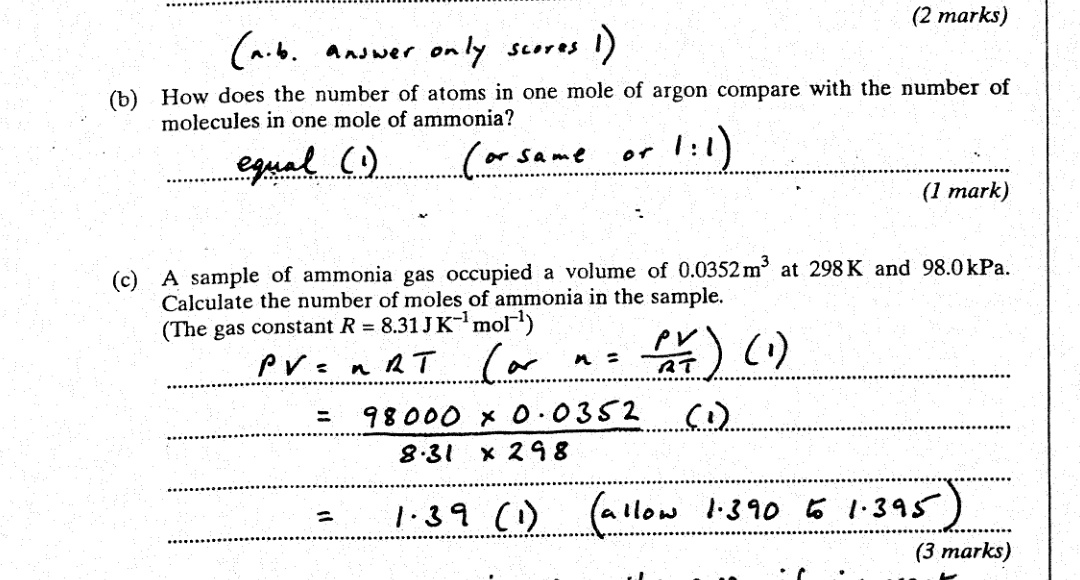 (2 marks)
(n.b. answer only scores 1)
(b) How does the number of atoms in one mole of argon compare with the number of
molecules in one mole of ammonia?
equal (1) (or same or 1:1)
(1 mark)
(c) A sample of ammonia gas occupied a volume of 0.0352 m³ at 298 K and 98.0 kPa.
Calculate the number of moles of ammonia in the sample.
(The gas constant R = 8.31 J K⁻¹ mol⁻¹)
PV = nRT (or n = PV/RT) (1)
= 98000 × 0.0352 (1)
8.31 × 298
= 1.39 (1) (allow 1.390 to 1.395)
(3 marks)